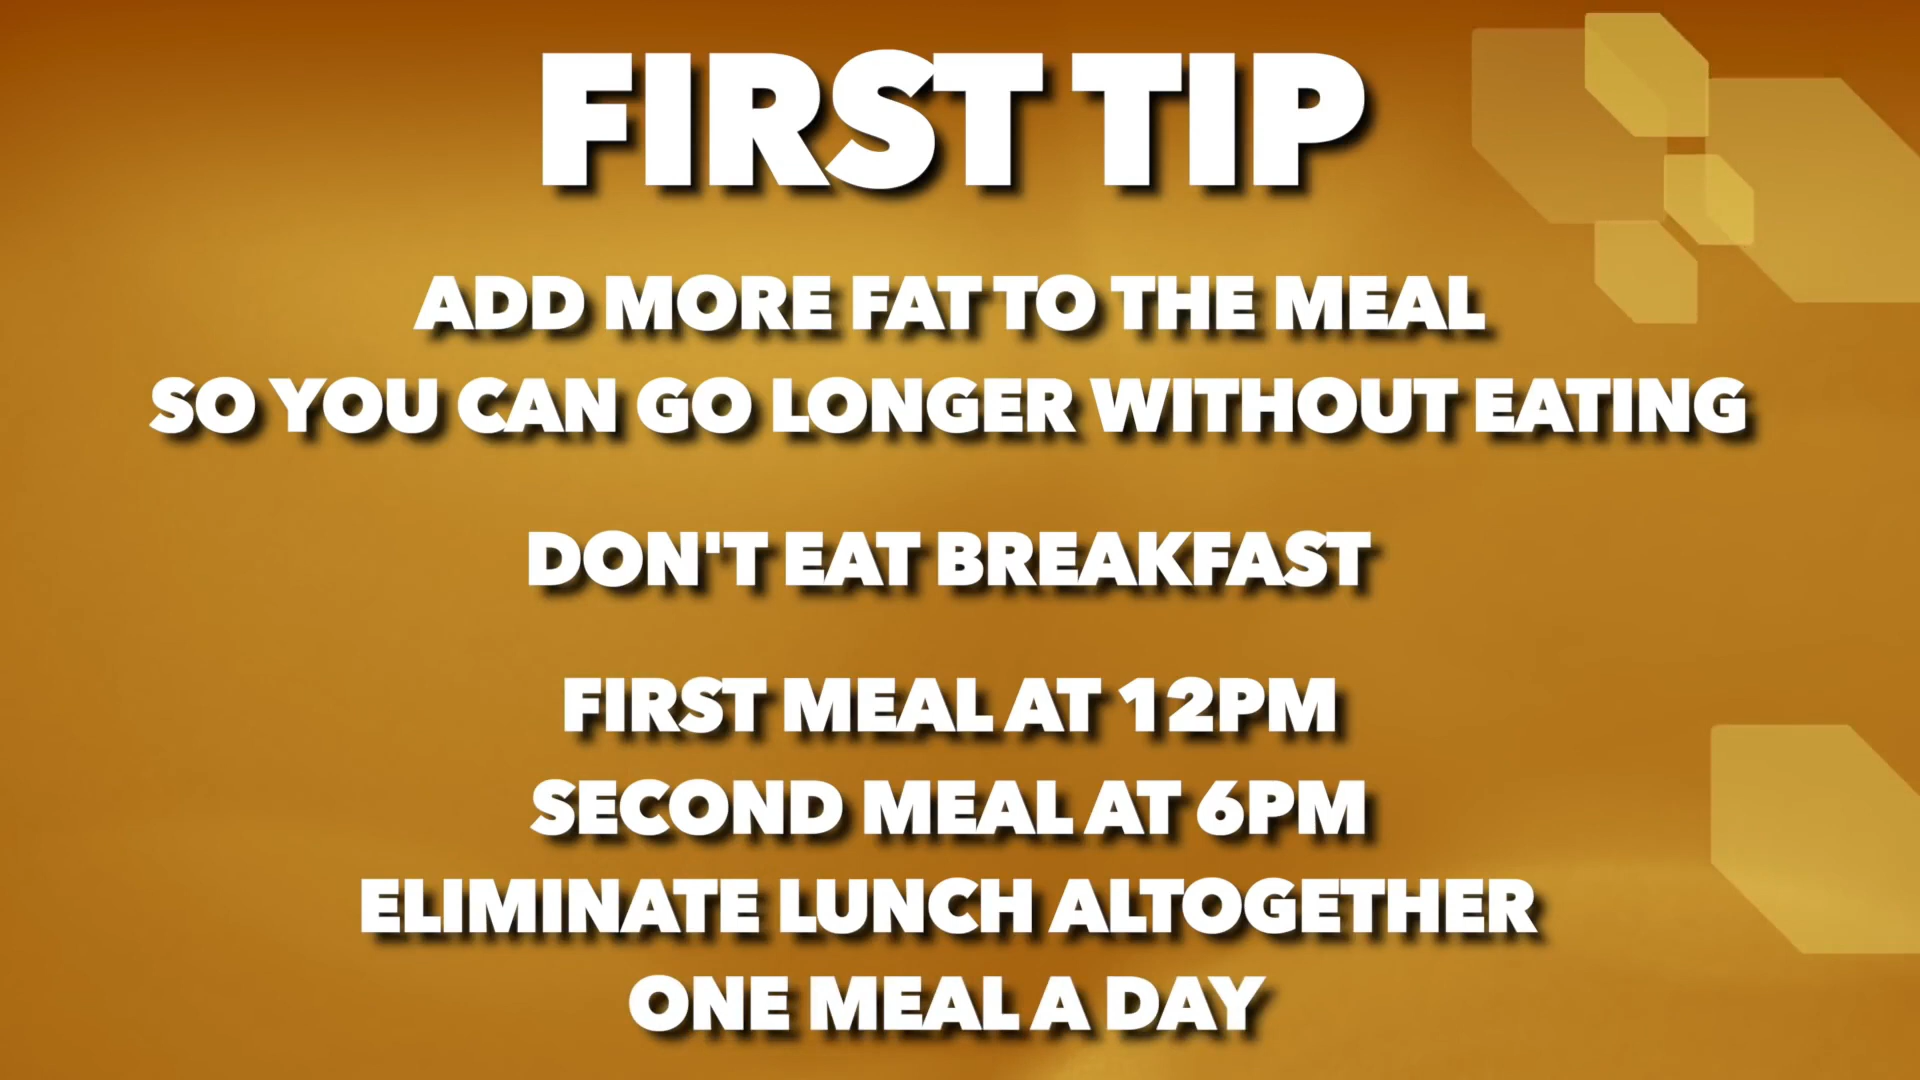 FIRST TIP
ADD MORE FAT TO THE MEAL
SO YOU CAN GO LONGER WITHOUT EATING
DON'T EAT BREAKFAST
FIRST MEAL AT 12PM
SECOND MEAL AT 6PM
ELIMINATE LUNCH ALTOGETHER
ONE MEAL A DAY